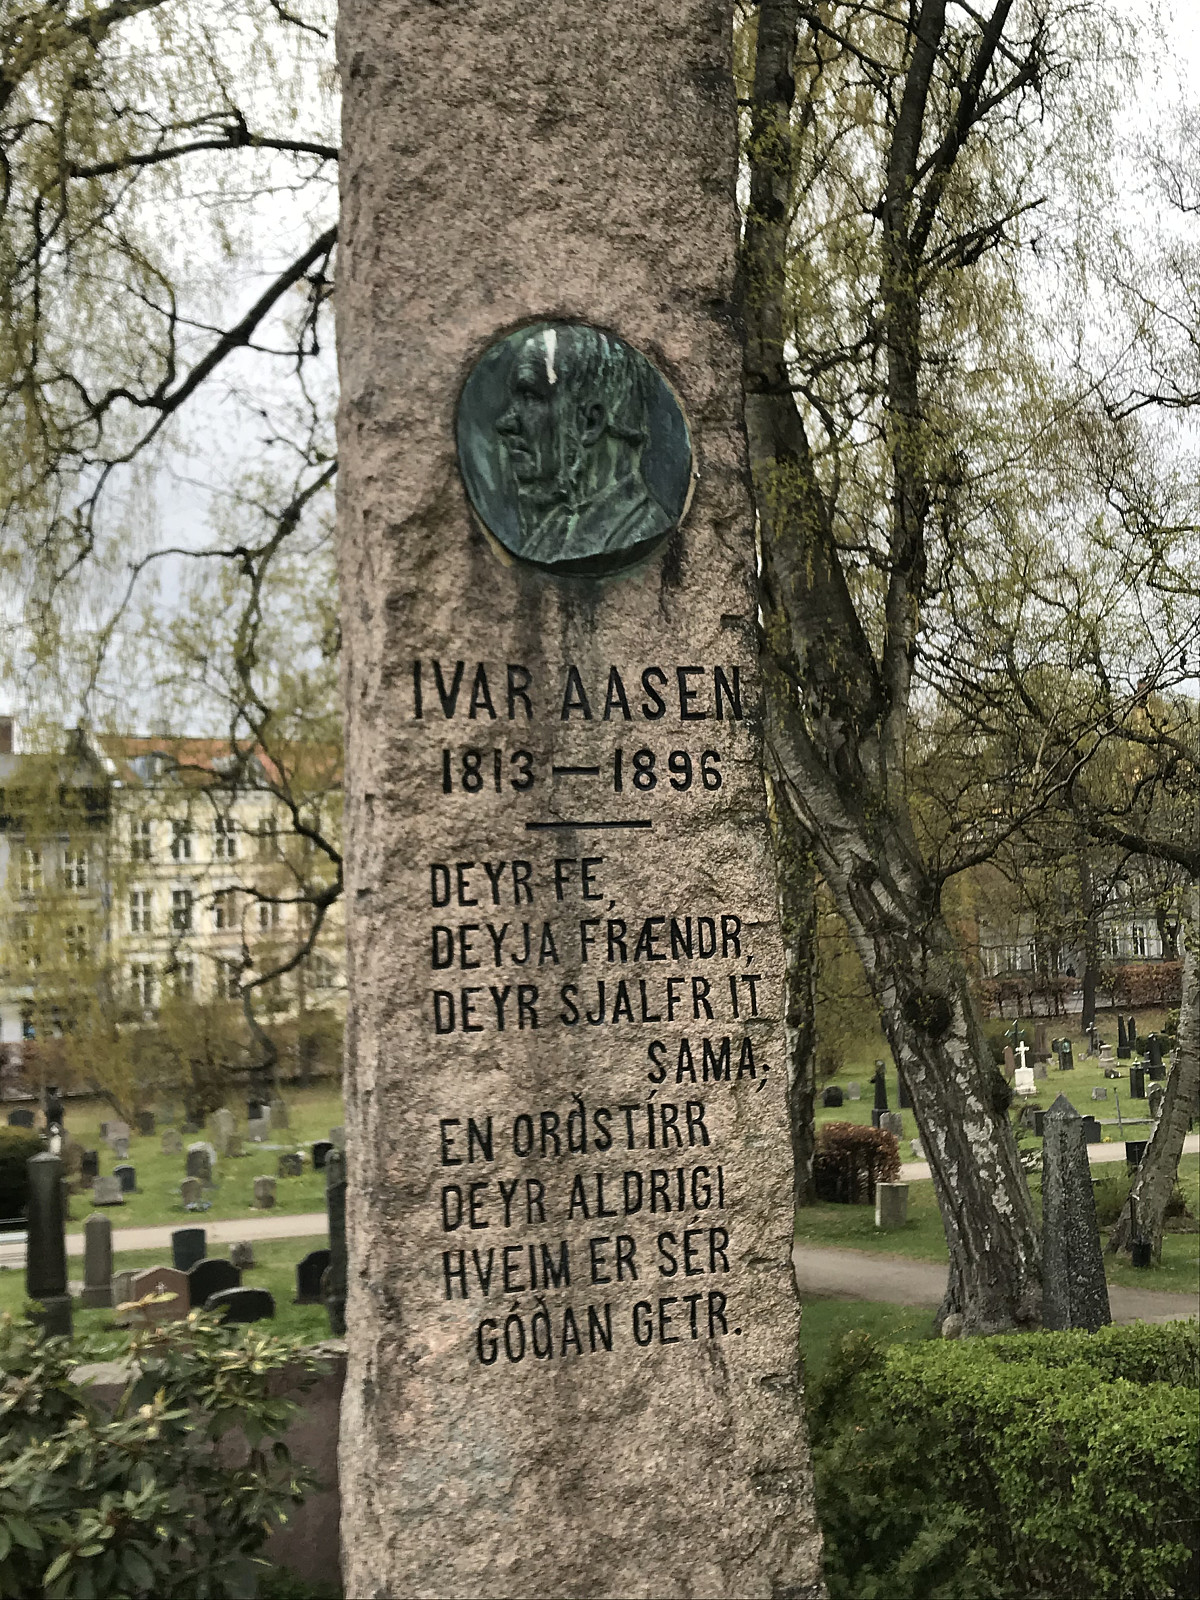 IVAR AASEN
1813 — 1896
DEYR FE,
DEYJA FRÆNDR,
DEYR SJALFR IT
SAMA;
EN ORÐSTÍRR
DEYR ALDRIGI
HVEIM ER SÉR
GÓÐAN GETR.